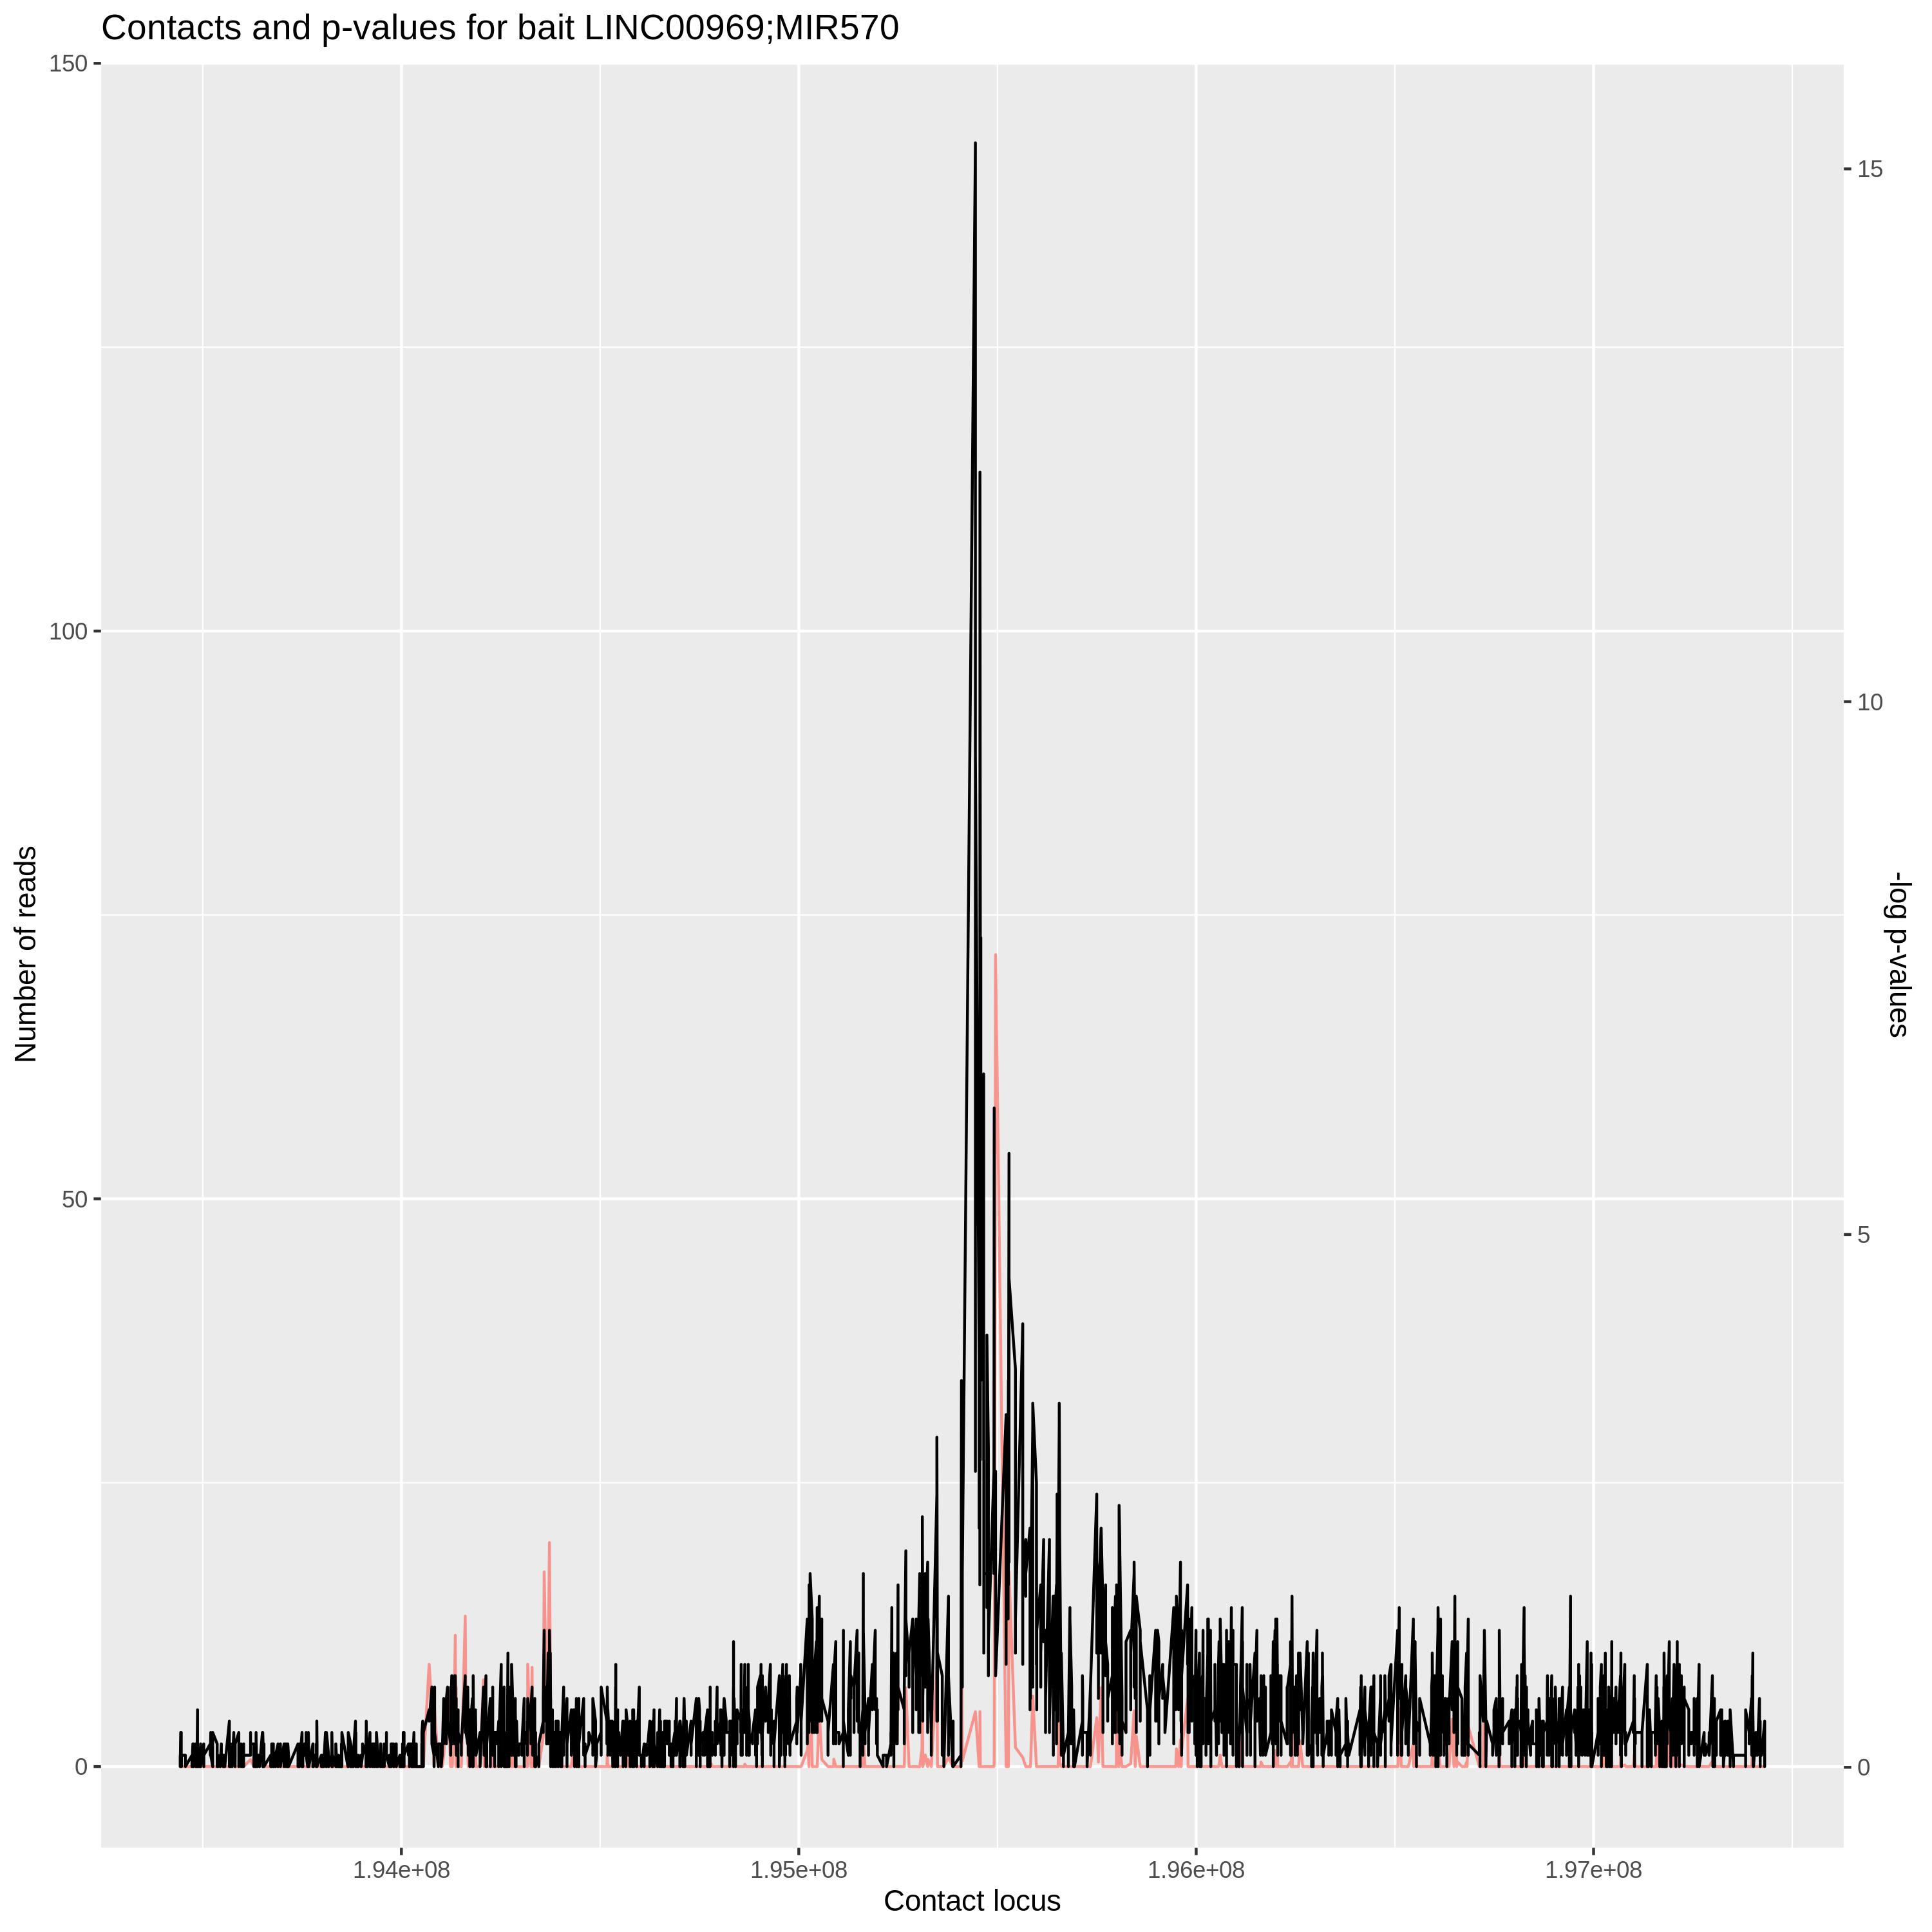 Contacts and p-values for bait LINC00969;MIR570
150
100
50
0
Number of reads
15
10
5
0
-log p-values
1.94e+08 1.95e+08 1.96e+08 1.97e+08
Contact locus